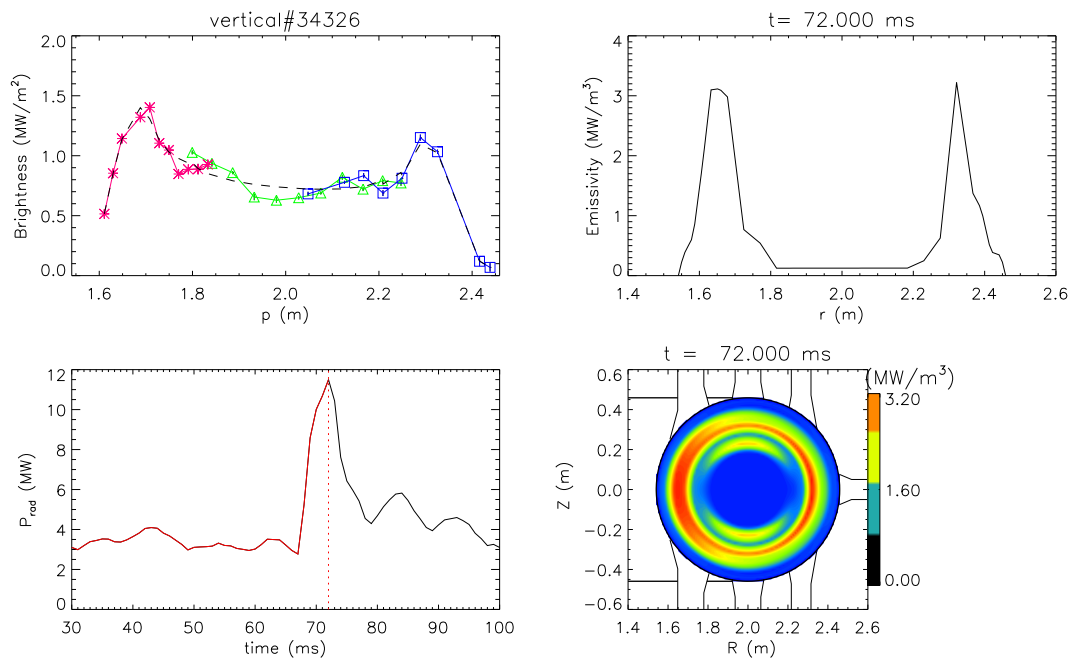 vertical#34326
Brightness (MW/m²)
2.0
1.5
1.0
0.5
0.0
1.6 1.8 2.0 2.2 2.4
p (m)
t= 72.000 ms
Emissivity (MW/m³)
4
3
2
1
0
1.4 1.6 1.8 2.0 2.2 2.4 2.6
r (m)
P_rad (MW)
12
10
8
6
4
2
0
30 40 50 60 70 80 90 100
time (ms)
t = 72.000 ms
(MW/m³)
Z (m)
0.6
0.4
0.2
0.0
−0.2
−0.4
−0.6
1.4 1.6 1.8 2.0 2.2 2.4 2.6
R (m)
3.20
1.60
0.00